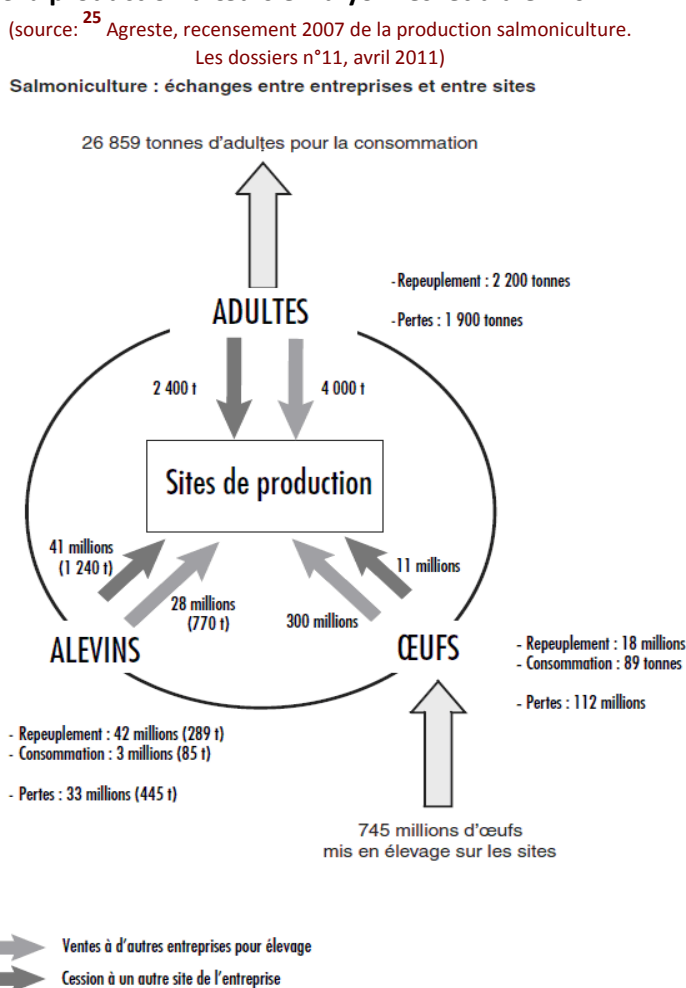 (source: 25 Agreste, recensement 2007 de la production salmoniculture.
Les dossiers n°11, avril 2011)
Salmoniculture : échanges entre entreprises et entre sites
26 859 tonnes d'adultes pour la consommation
- Repeuplement : 2 200 tonnes
ADULTES
- Pertes : 1 900 tonnes
2 400 t
4 000 t
Sites de production
41 millions
(1 240 t)
11 millions
28 millions
(770 t)
300 millions
ALEVINS
ŒUFS
- Repeuplement : 18 millions
- Consommation : 89 tonnes
- Pertes : 112 millions
- Repeuplement : 42 millions (289 t)
- Consommation : 3 millions (85 t)
- Pertes : 33 millions (445 t)
745 millions d'œufs
mis en élevage sur les sites
Ventes à d'autres entreprises pour élevage
Cession à un autre site de l'entreprise